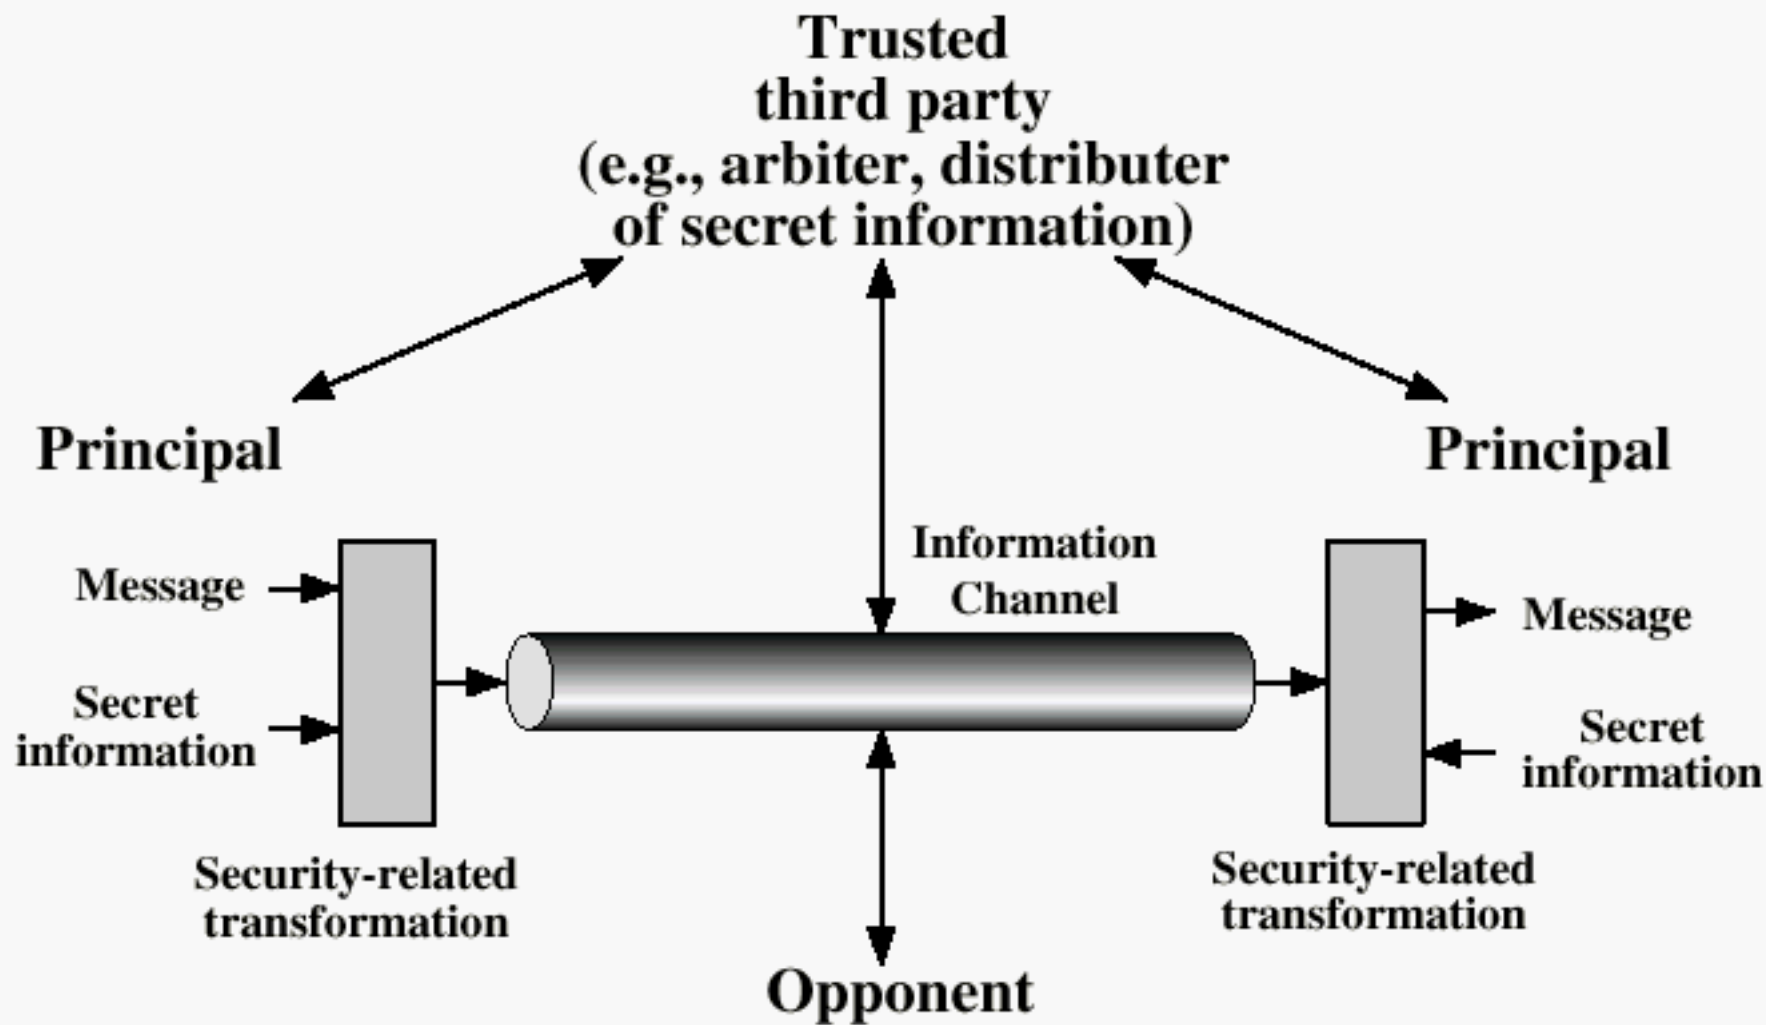 Trusted
third party
(e.g., arbiter, distributer
of secret information)
Principal
Principal
Information
Channel
Message
Secret
information
Security-related
transformation
Message
Secret
information
Security-related
transformation
Opponent